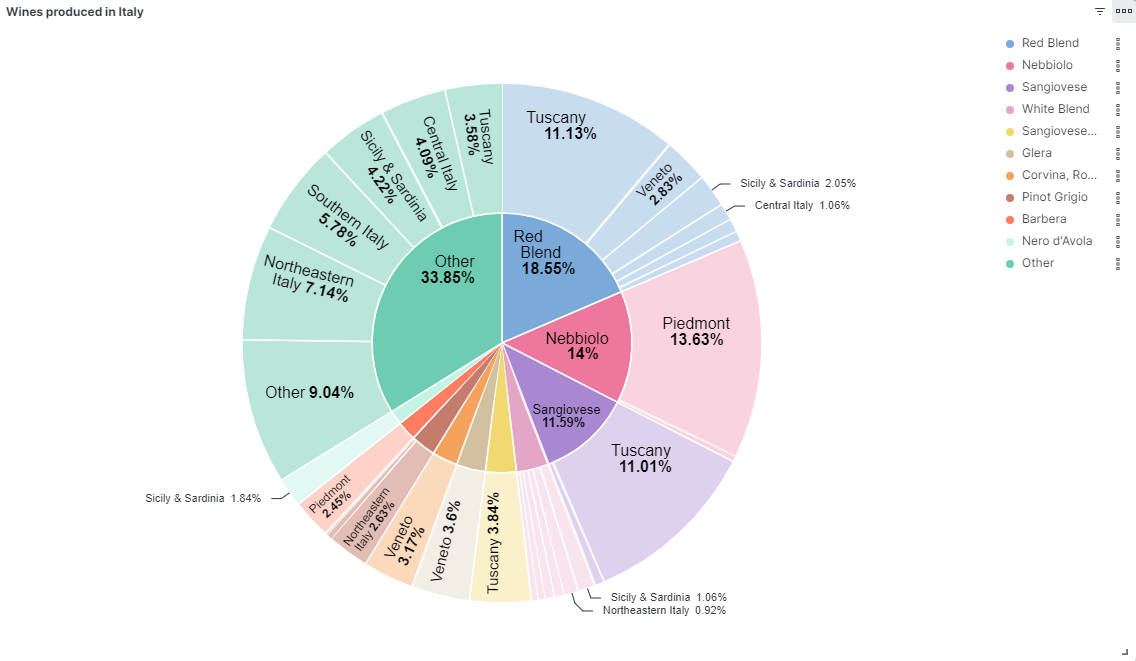 Wines produced in Italy
Red Blend
Nebbiolo
Sangiovese
White Blend
Sangiovese...
Glera
Corvina, Ro...
Pinot Grigio
Barbera
Nero d'Avola
Other
Tuscany
11.13%
Veneto
2.83%
Sicily & Sardinia 2.05%
Central Italy 1.06%
Red
Blend
18.55%
Piedmont
13.63%
Nebbiolo
14%
Tuscany
11.01%
Sangiovese
11.59%
Sicily & Sardinia 1.06%
Northeastern Italy 0.92%
Tuscany 3.84%
Veneto 3.6%
Veneto
3.17%
Northeastern
Italy 2.63%
Piedmont
2.45%
Sicily & Sardinia 1.84%
Other
33.85%
Other 9.04%
Northeastern
Italy 7.14%
Southern Italy
5.78%
Sicily & Sardinia
4.22%
Central Italy
4.09%
Tuscany
3.58%